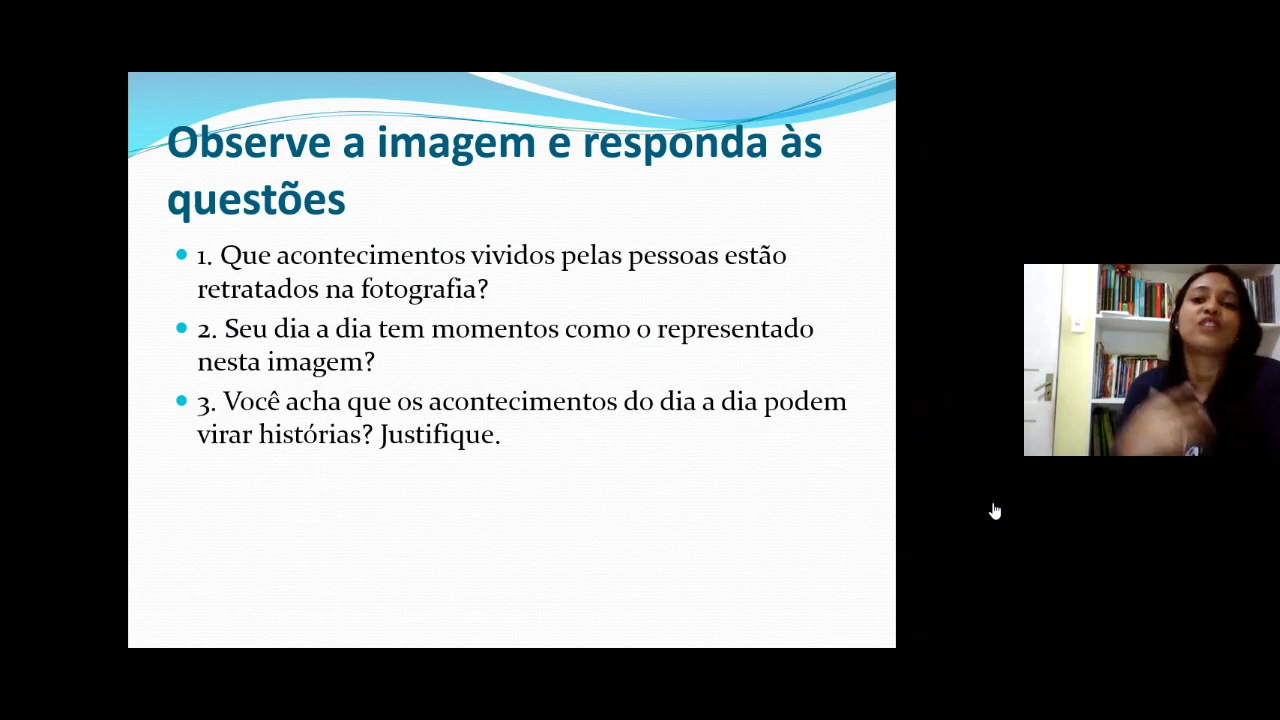 Observe a imagem e responda às
questões
1. Que acontecimentos vividos pelas pessoas estão
retratados na fotografia?
2. Seu dia a dia tem momentos como o representado
nesta imagem?
3. Você acha que os acontecimentos do dia a dia podem
virar histórias? Justifique.